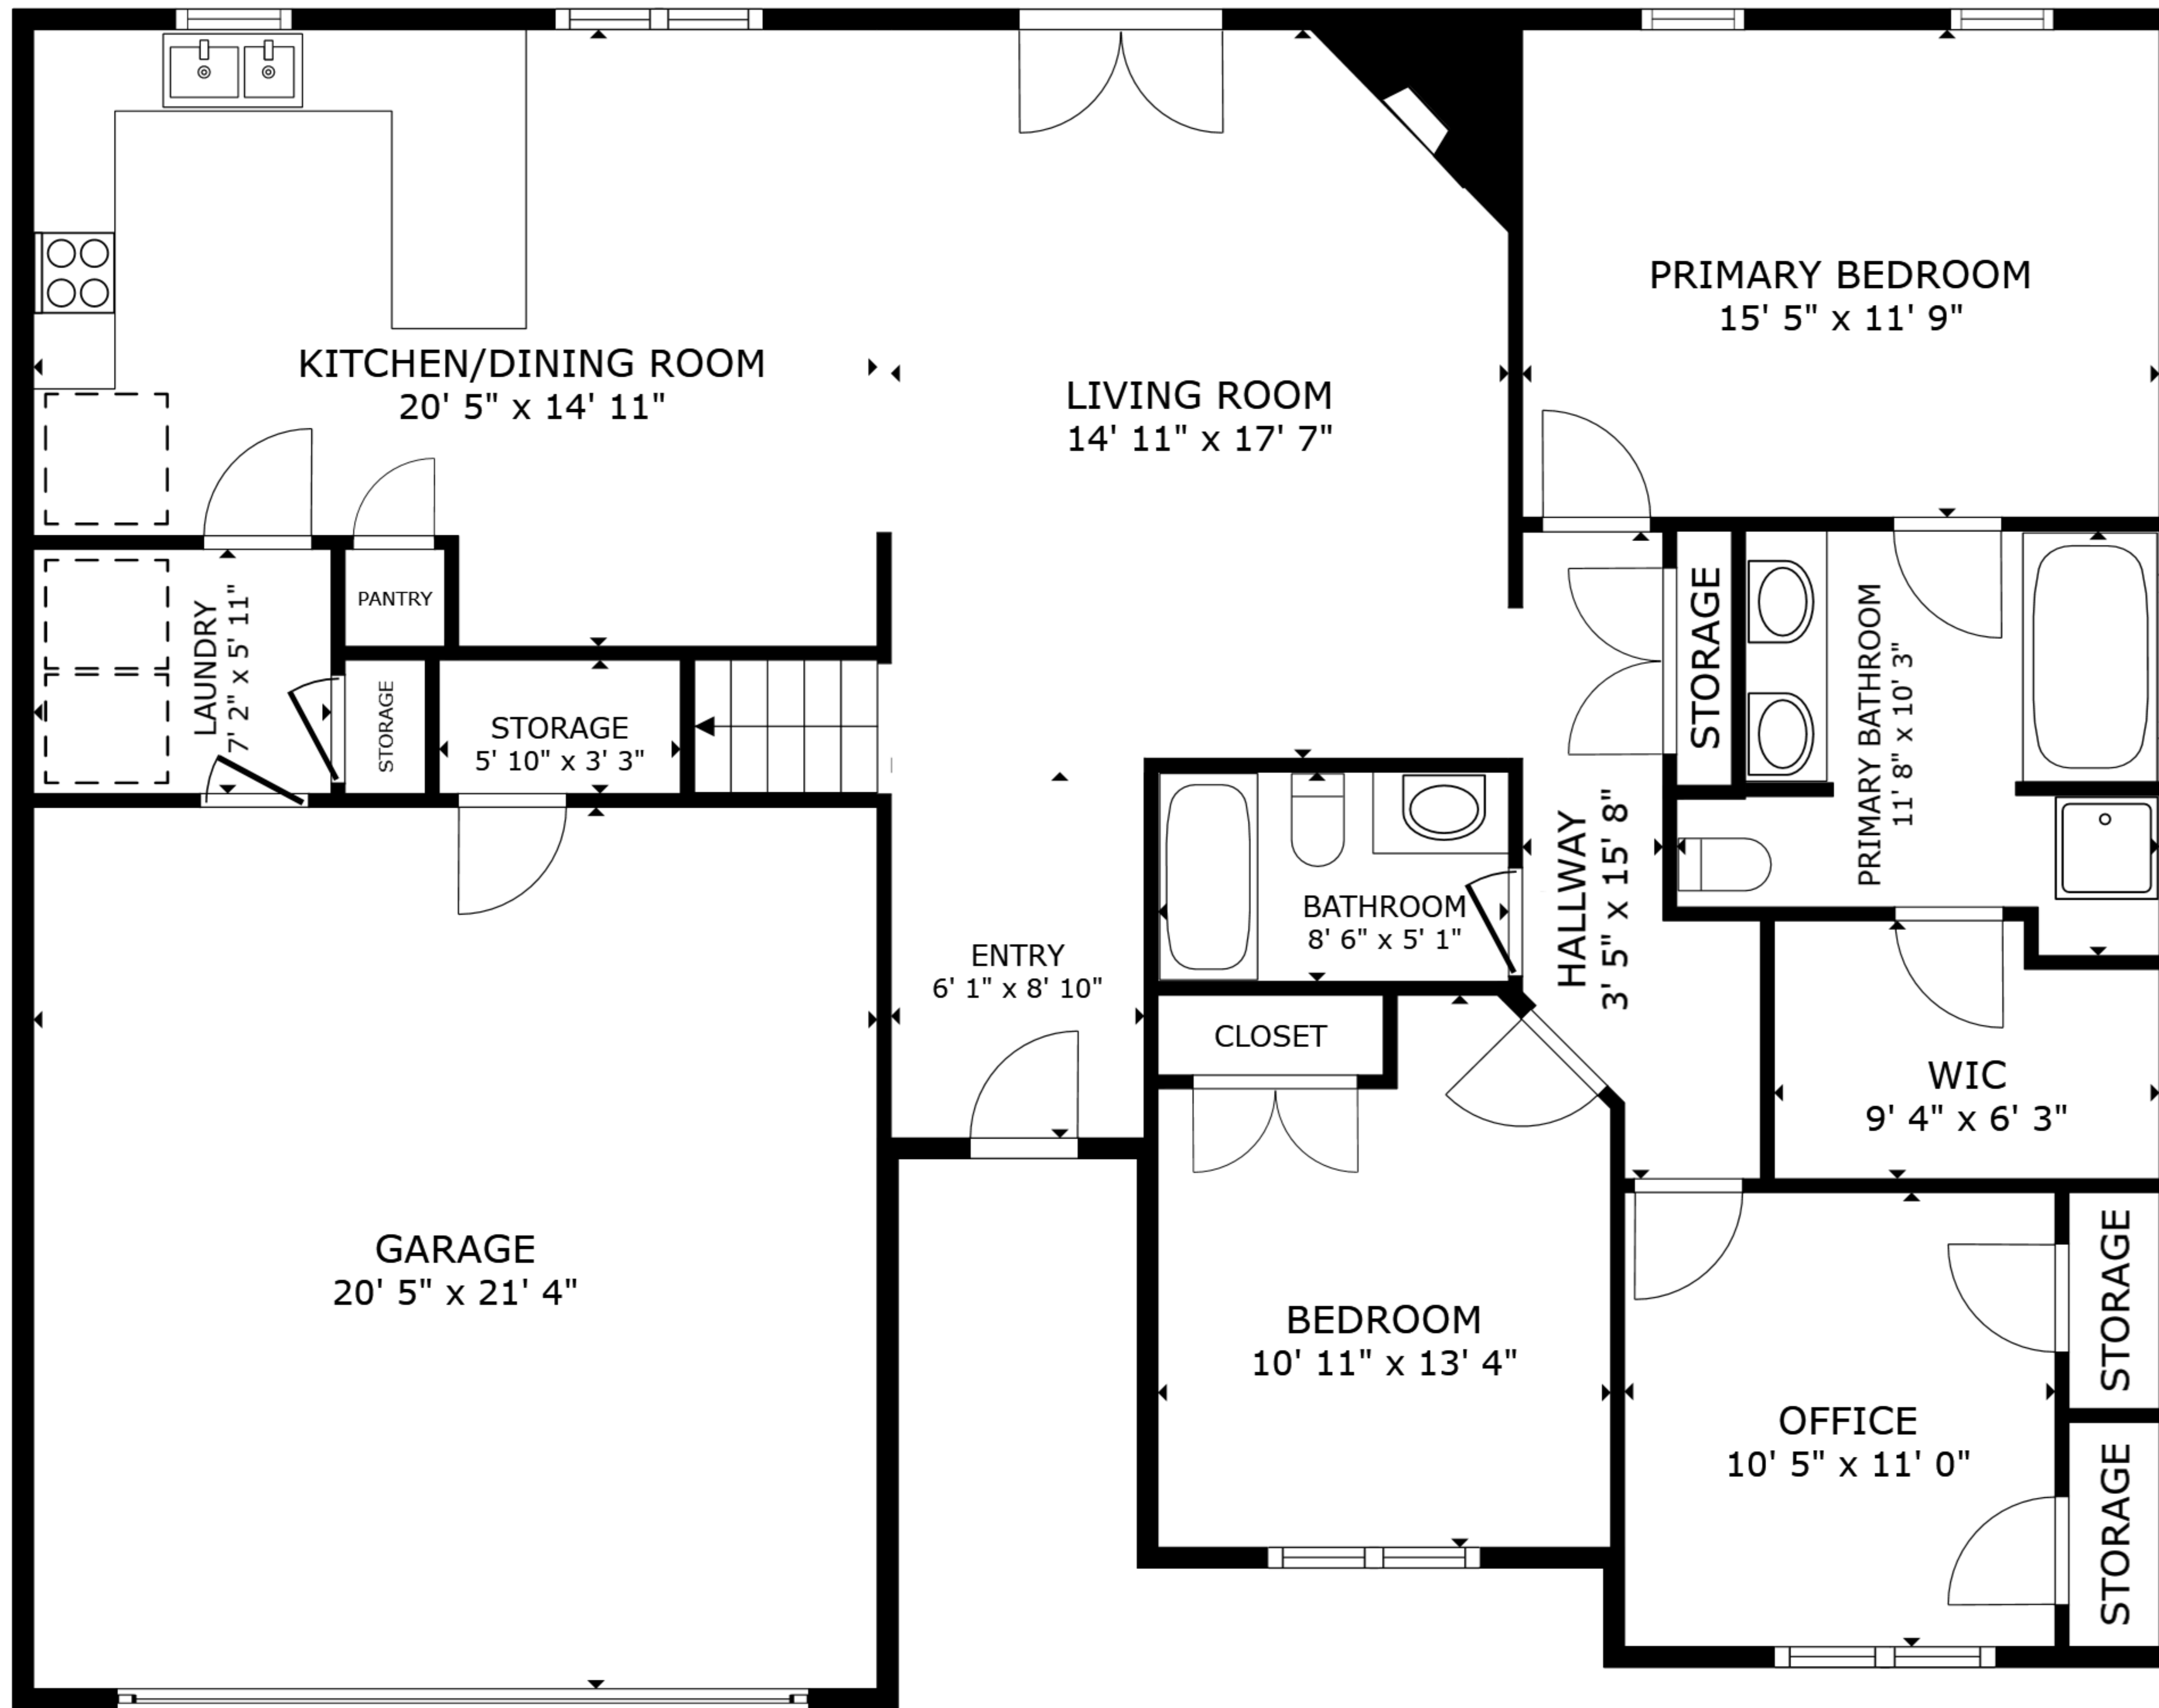 PRIMARY BEDROOM
15' 5" x 11' 9"
KITCHEN/DINING ROOM
20' 5" x 14' 11"
LIVING ROOM
14' 11" x 17' 7"
PANTRY
LAUNDRY
7' 2" x 5' 11"
STORAGE
STORAGE
5' 10" x 3' 3"
STORAGE
PRIMARY BATHROOM
11' 8" x 10' 3"
HALLWAY
3' 5" x 15' 8"
BATHROOM
8' 6" x 5' 1"
ENTRY
6' 1" x 8' 10"
CLOSET
WIC
9' 4" x 6' 3"
GARAGE
20' 5" x 21' 4"
BEDROOM
10' 11" x 13' 4"
STORAGE
OFFICE
10' 5" x 11' 0"
STORAGE